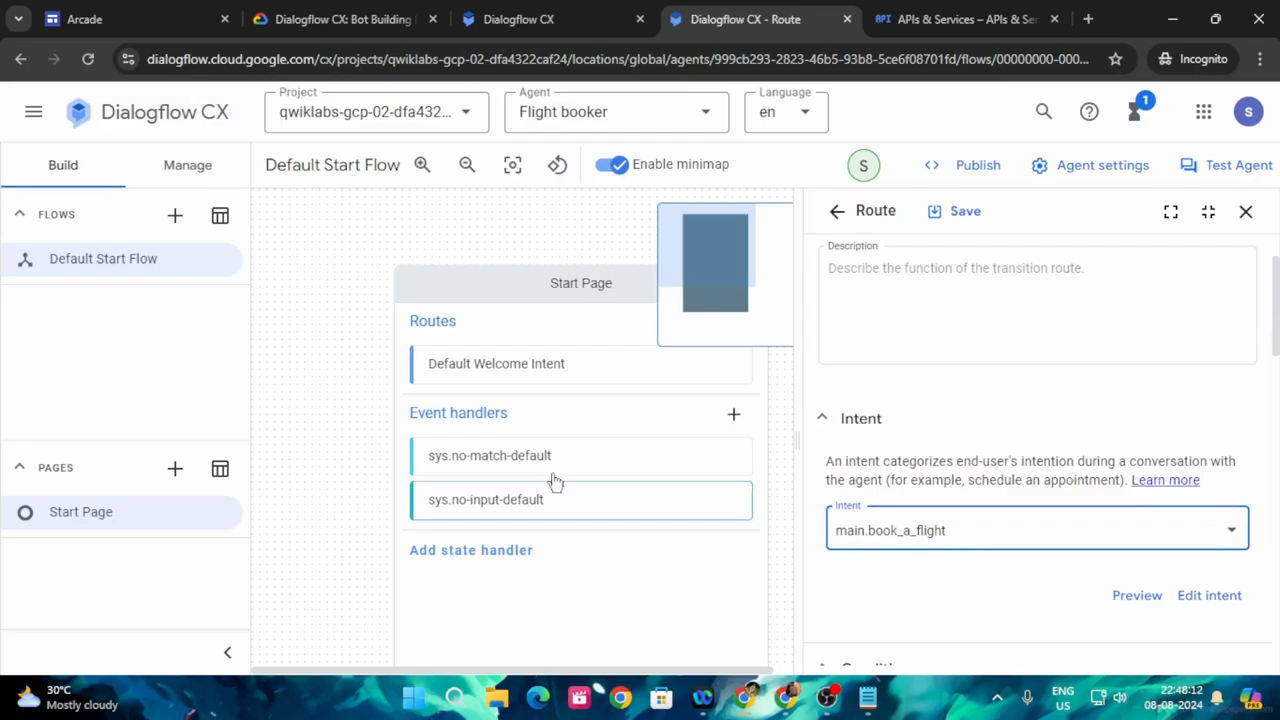 Arcade
Dialogflow CX: Bot Building
Dialogflow CX
Dialogflow CX - Route
API APIs & Services – APIs & Ser
dialogflow.cloud.google.com/cx/projects/qwiklabs-gcp-02-dfa4322caf24/locations/global/agents/999cb293-2823-46b5-93b8-5ce6f08701fd/flows/00000000-000...
Incognito
Dialogflow CX
Project
qwiklabs-gcp-02-dfa432...
Agent
Flight booker
Language
en
1
s
Build
Manage
Default Start Flow
Enable minimap
S
Publish
Agent settings
Test Agent
FLOWS
Default Start Flow
PAGES
Start Page
Start Page
Routes
Default Welcome Intent
Event handlers
sys.no-match-default
sys.no-input-default
Add state handler
Route
Save
Description
Describe the function of the transition route.
Intent
An intent categorizes end-user's intention during a conversation with
the agent (for example, schedule an appointment). Learn more
Intent
main.book_a_flight
Preview
Edit intent
30°C
Mostly cloudy
ENG
US
22:48:12
08-08-2024